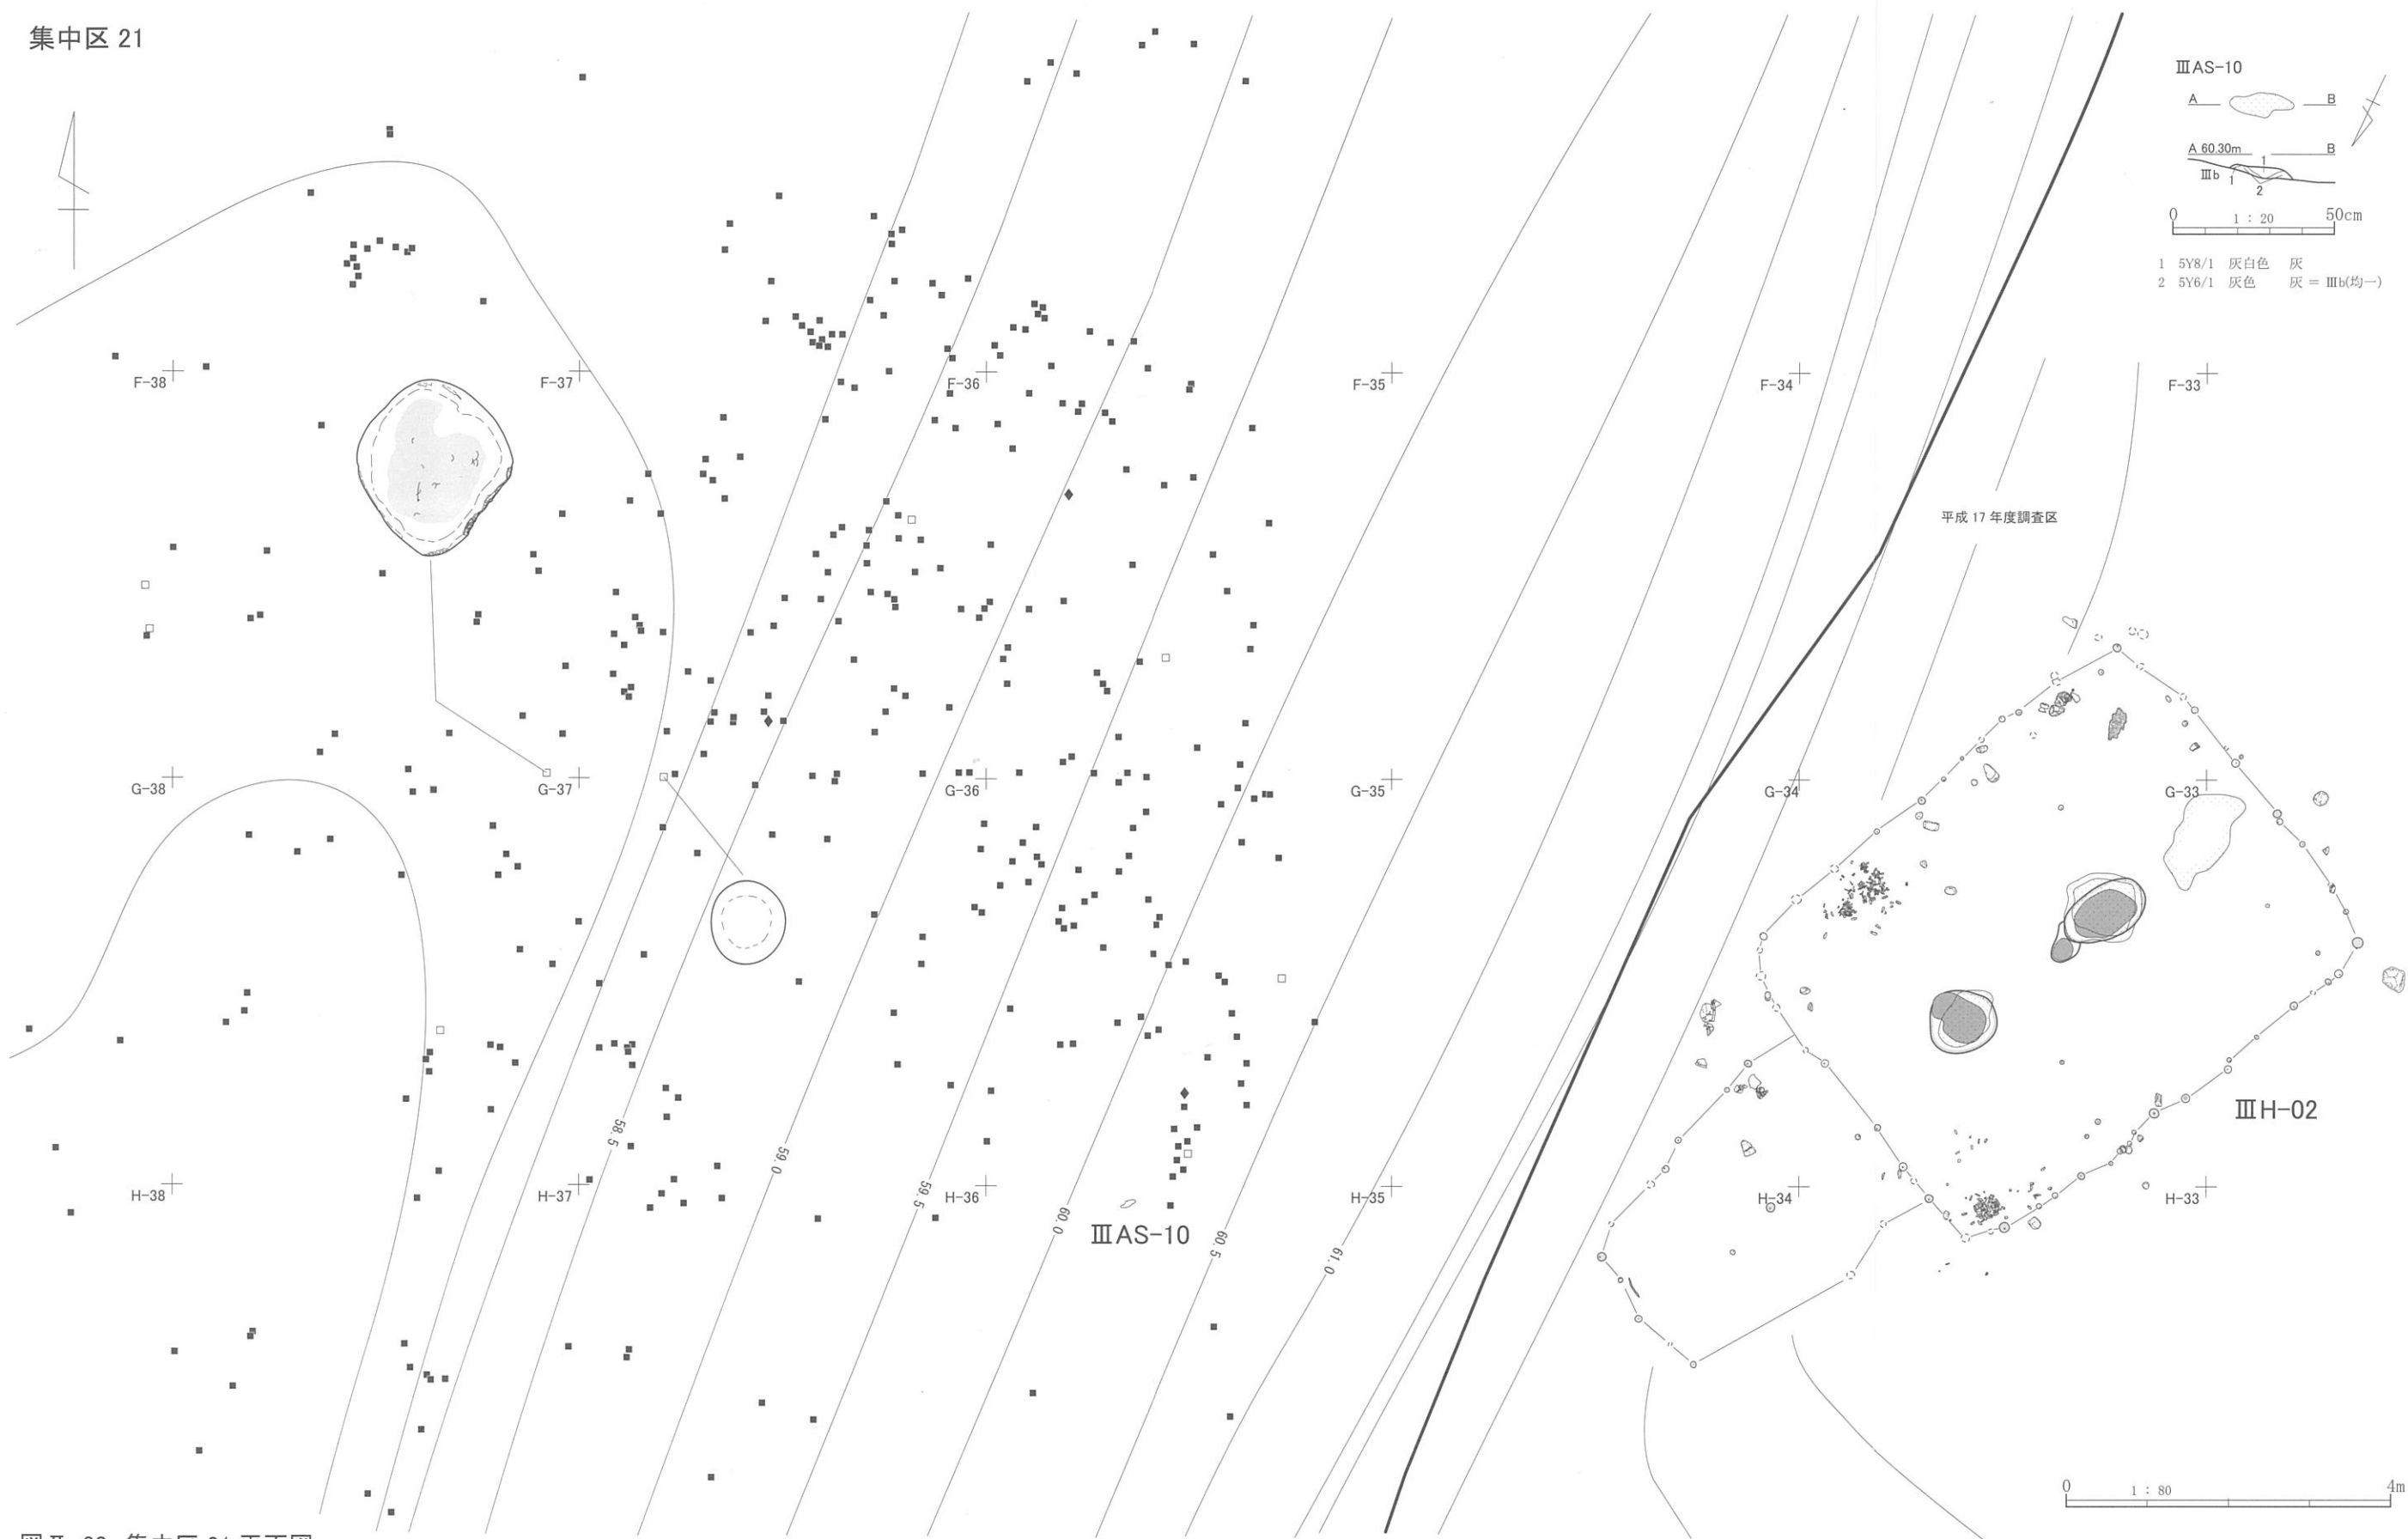 集中区 21
ⅢAS-10
A B
A 60.30m B
1
Ⅲb 1
2
0 1 : 20 50cm
1 5Y8/1 灰白色 灰
2 5Y6/1 灰色 灰 = Ⅲb(均一)
F-38 F-37 F-36 F-35 F-34 F-33
平成 17 年度調査区
G-38 G-37 G-36 G-35 G-34 G-33
ⅢH-02
58.5 59.0 59.5 60.0 60.5 61.0
H-38 H-37 H-36 H-35 H-34 H-33
ⅢAS-10
0 1 : 80 4m